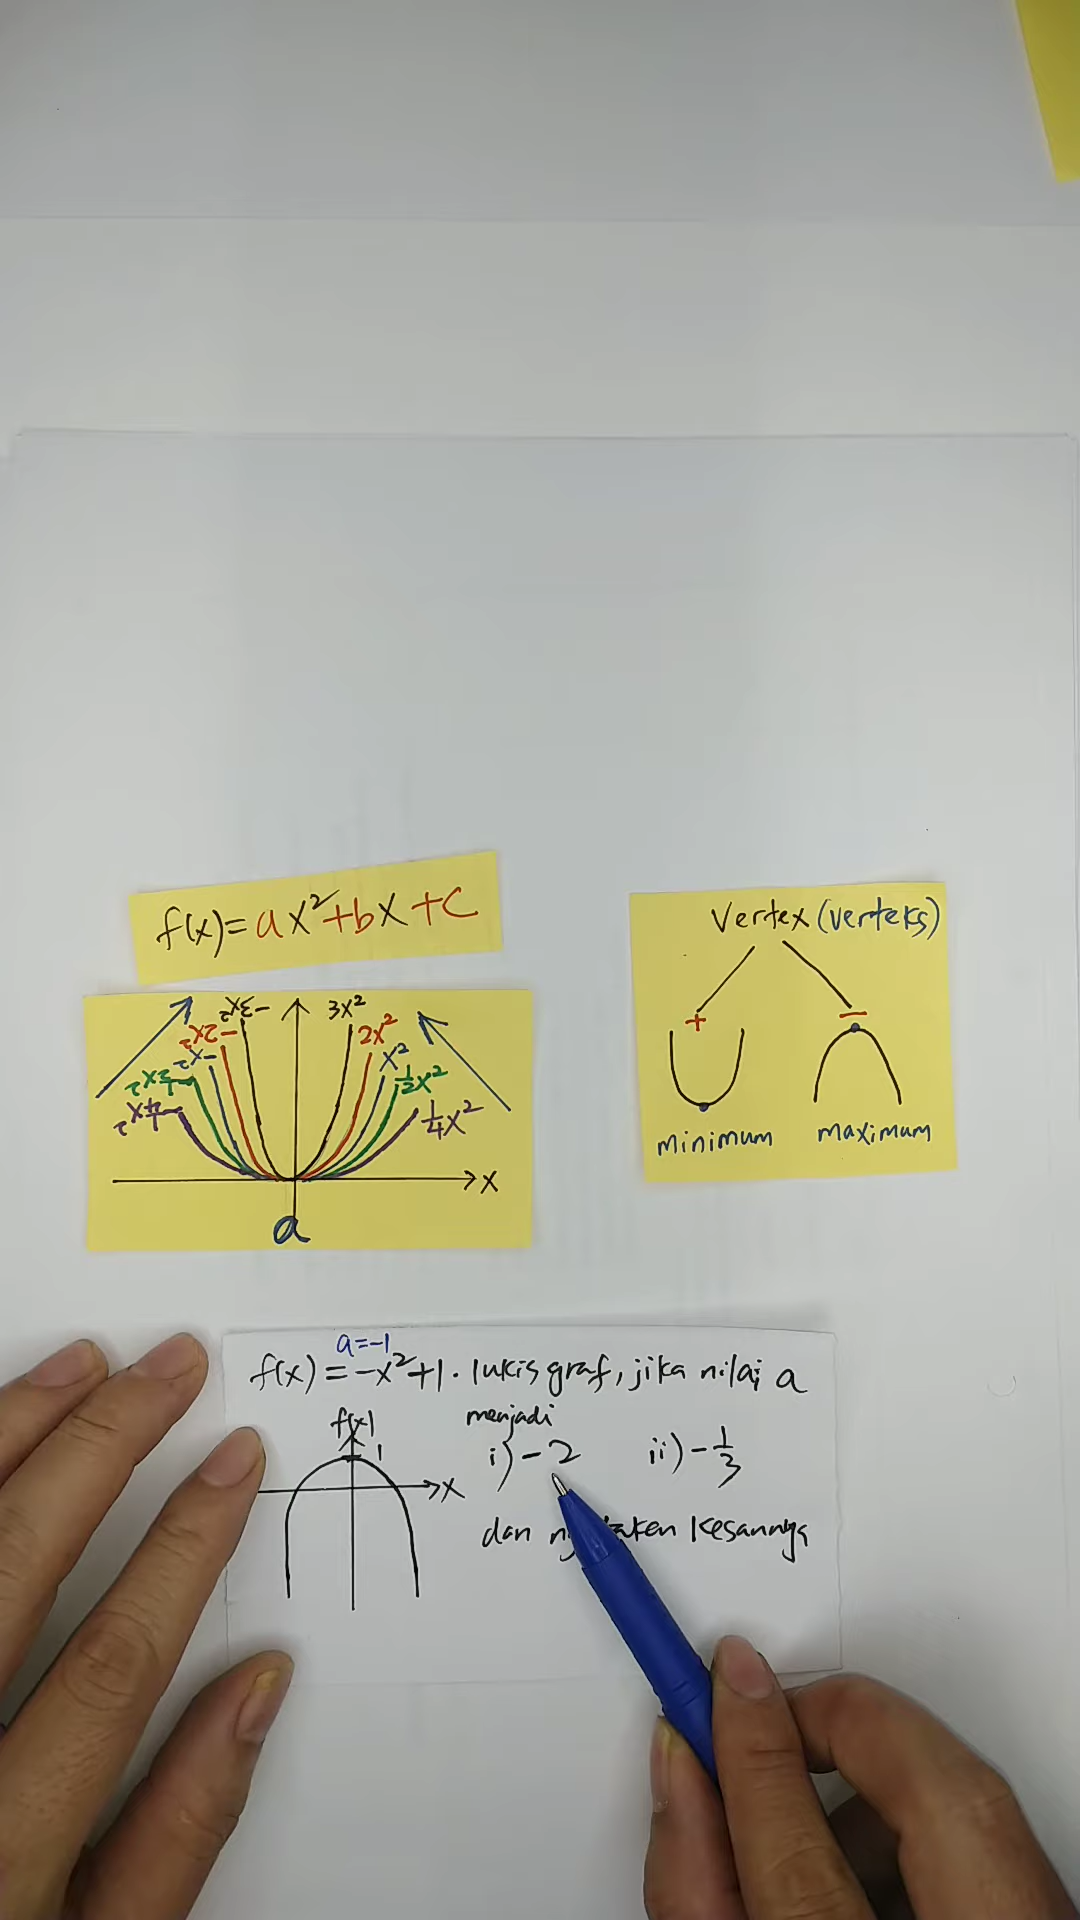 f(x)=ax²+bx+c
Vertex (verteks)
+ −
minimum maximum
-3x² 3x²
-2x² 2x²
-x² x²
-½x² ½x²
-¼x² ¼x²
x
a
a=-1
f(x)=-x²+1. lukis graf, jika nilai a
menjadi
i) -2 ii) -⅓
dan kesannya
f(x)
1
x